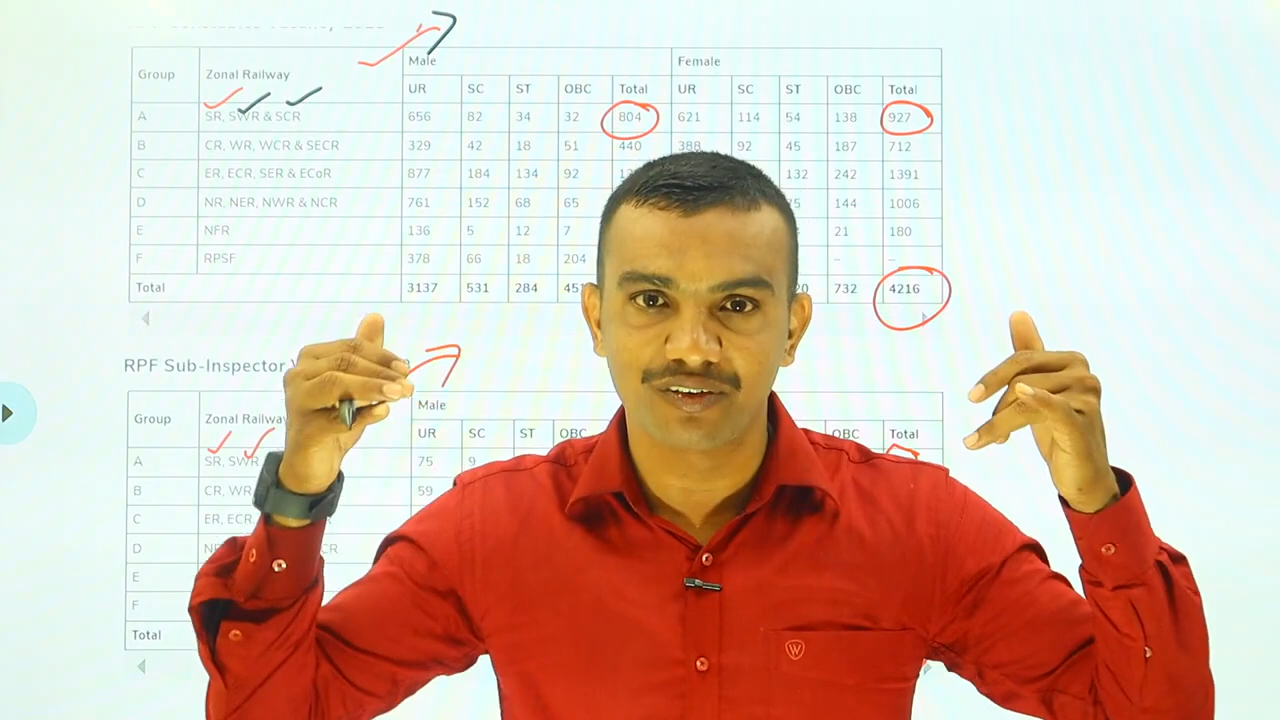 Male Female
Group Zonal Railway
UR SC ST OBC Total UR SC ST OBC Total
A SR, SWR & SCR 656 82 34 32 804 621 114 54 138 927
B CR, WR, WCR & SECR 329 42 18 51 440 388 92 45 187 712
C ER, ECR, SER & ECoR 877 184 134 92 132 242 1391
D NR, NER, NWR & NCR 761 152 68 65 144 1006
E NFR 136 5 12 7 21 180
F RPSF 378 66 18 204 – –
Total 3137 531 284 732 4216
RPF Sub-Inspector
Male
Group Zonal Railway
UR SC ST OBC OBC Total
A SR, SWR 75 9
B CR, WR 59
C ER, ECR,
D
E
F
Total
W